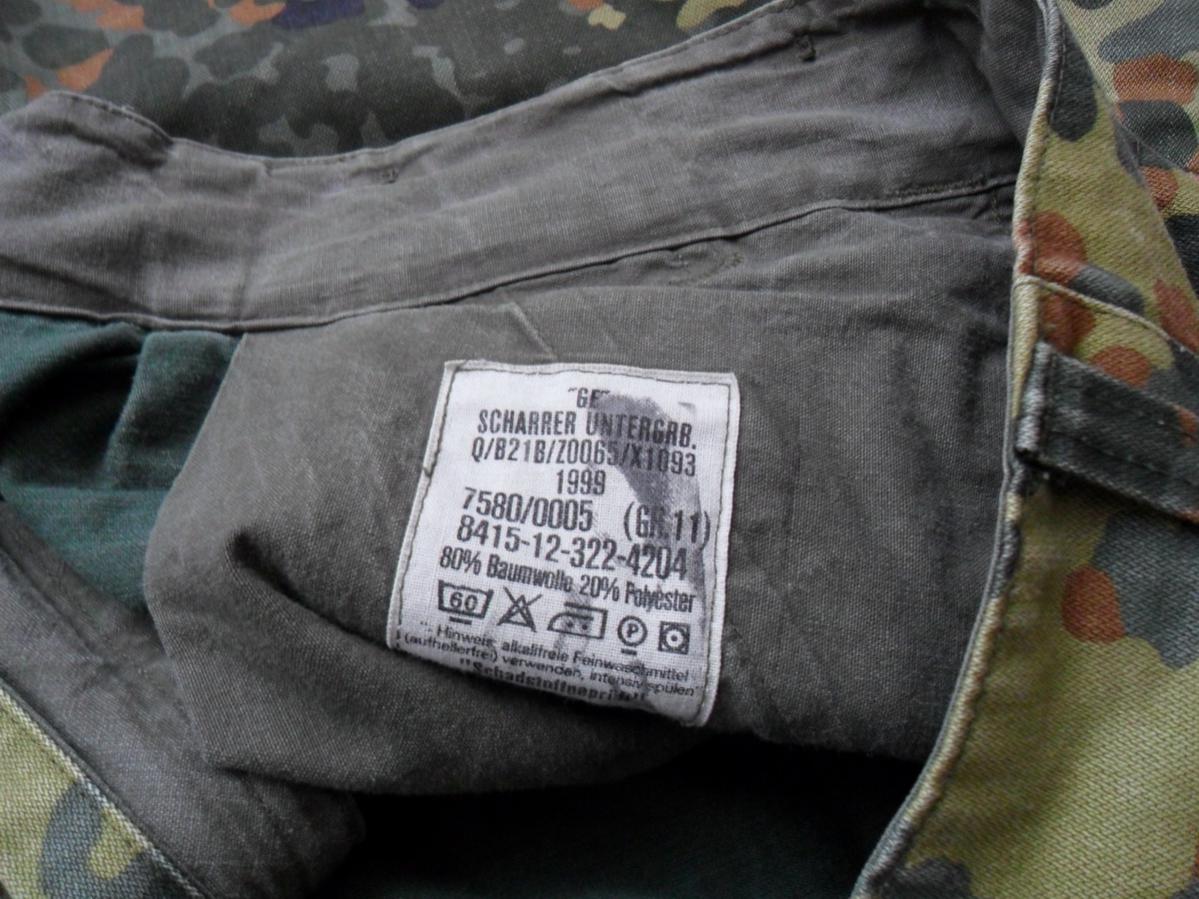 "GE"
SCHARRER UNTERGRB.
Q/B21B/Z0065/X1093
1999
7580/0005 (GR.11)
8415-12-322-4204
80% Baumwolle 20% Polyester
60 P
Hinweis: alkalifreie Feinwaschmittel
(aufhellerfrei) verwenden, intensiv spülen"